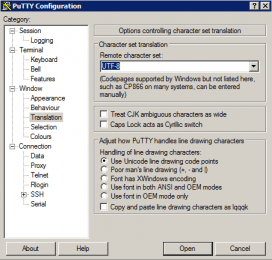 PuTTY Configuration
Category:
Session
Logging
Terminal
Keyboard
Bell
Features
Window
Appearance
Behaviour
Translation
Selection
Colours
Connection
Data
Proxy
Telnet
Rlogin
SSH
Serial
Options controlling character set translation
Character set translation
Remote character set:
UTF-8
(Codepages supported by Windows but not listed here,
such as CP866 on many systems, can be entered
manually)
Treat CJK ambiguous characters as wide
Caps Lock acts as Cyrillic switch
Adjust how PuTTY handles line drawing characters
Handling of line drawing characters:
Use Unicode line drawing code points
Poor man's line drawing (+, - and |)
Font has XWindows encoding
Use font in both ANSI and OEM modes
Use font in OEM mode only
Copy and paste line drawing characters as lqqqk
About
Help
Open
Cancel